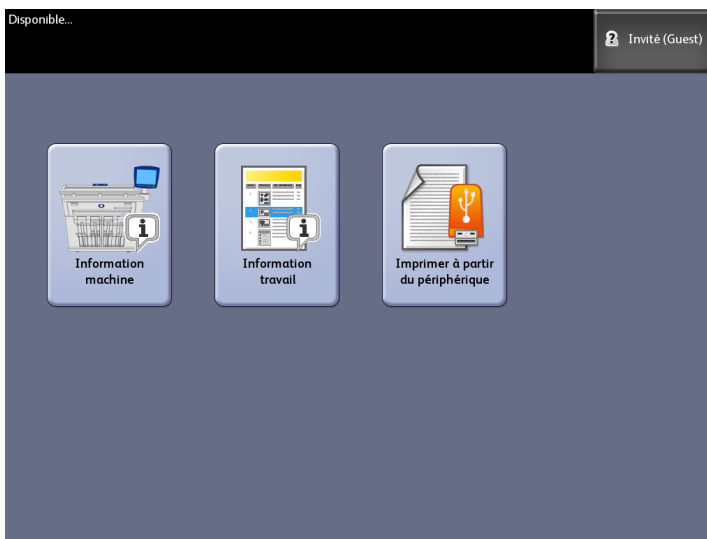 Disponible...
Invité (Guest)
Information
machine
Information
travail
Imprimer à partir
du périphérique